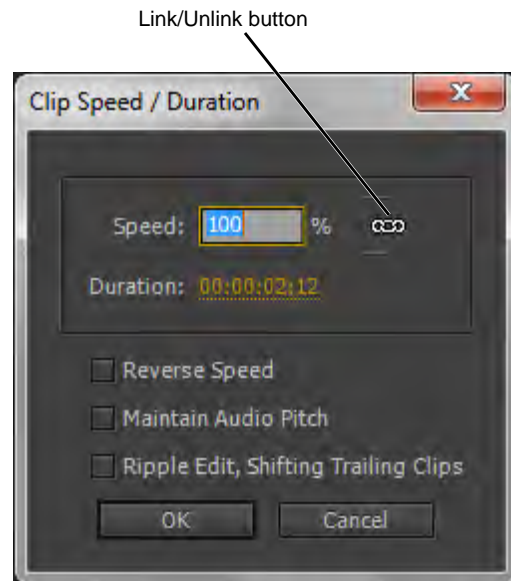 Link/Unlink button
Clip Speed / Duration
Speed: 100 %
Duration: 00:00:02:12
Reverse Speed
Maintain Audio Pitch
Ripple Edit, Shifting Trailing Clips
OK Cancel